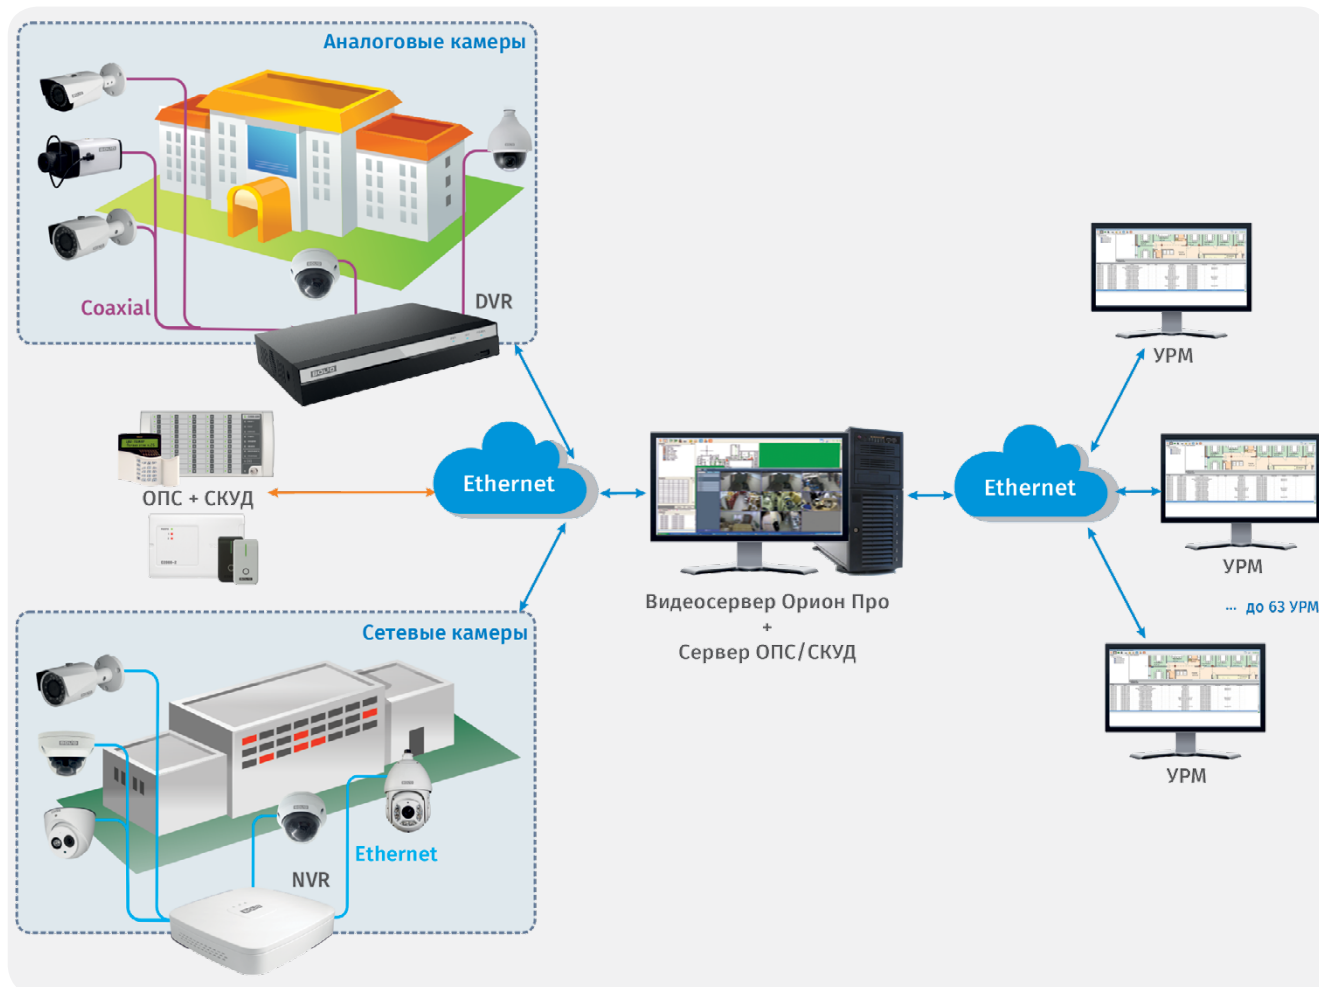 Аналоговые камеры
Coaxial
DVR
BOLID
ОПС + СКУД
Ethernet
Видеосервер Орион Про
+
Сервер ОПС/СКУД
Ethernet
УРМ
УРМ
... до 63 УРМ
УРМ
Сетевые камеры
Ethernet
NVR